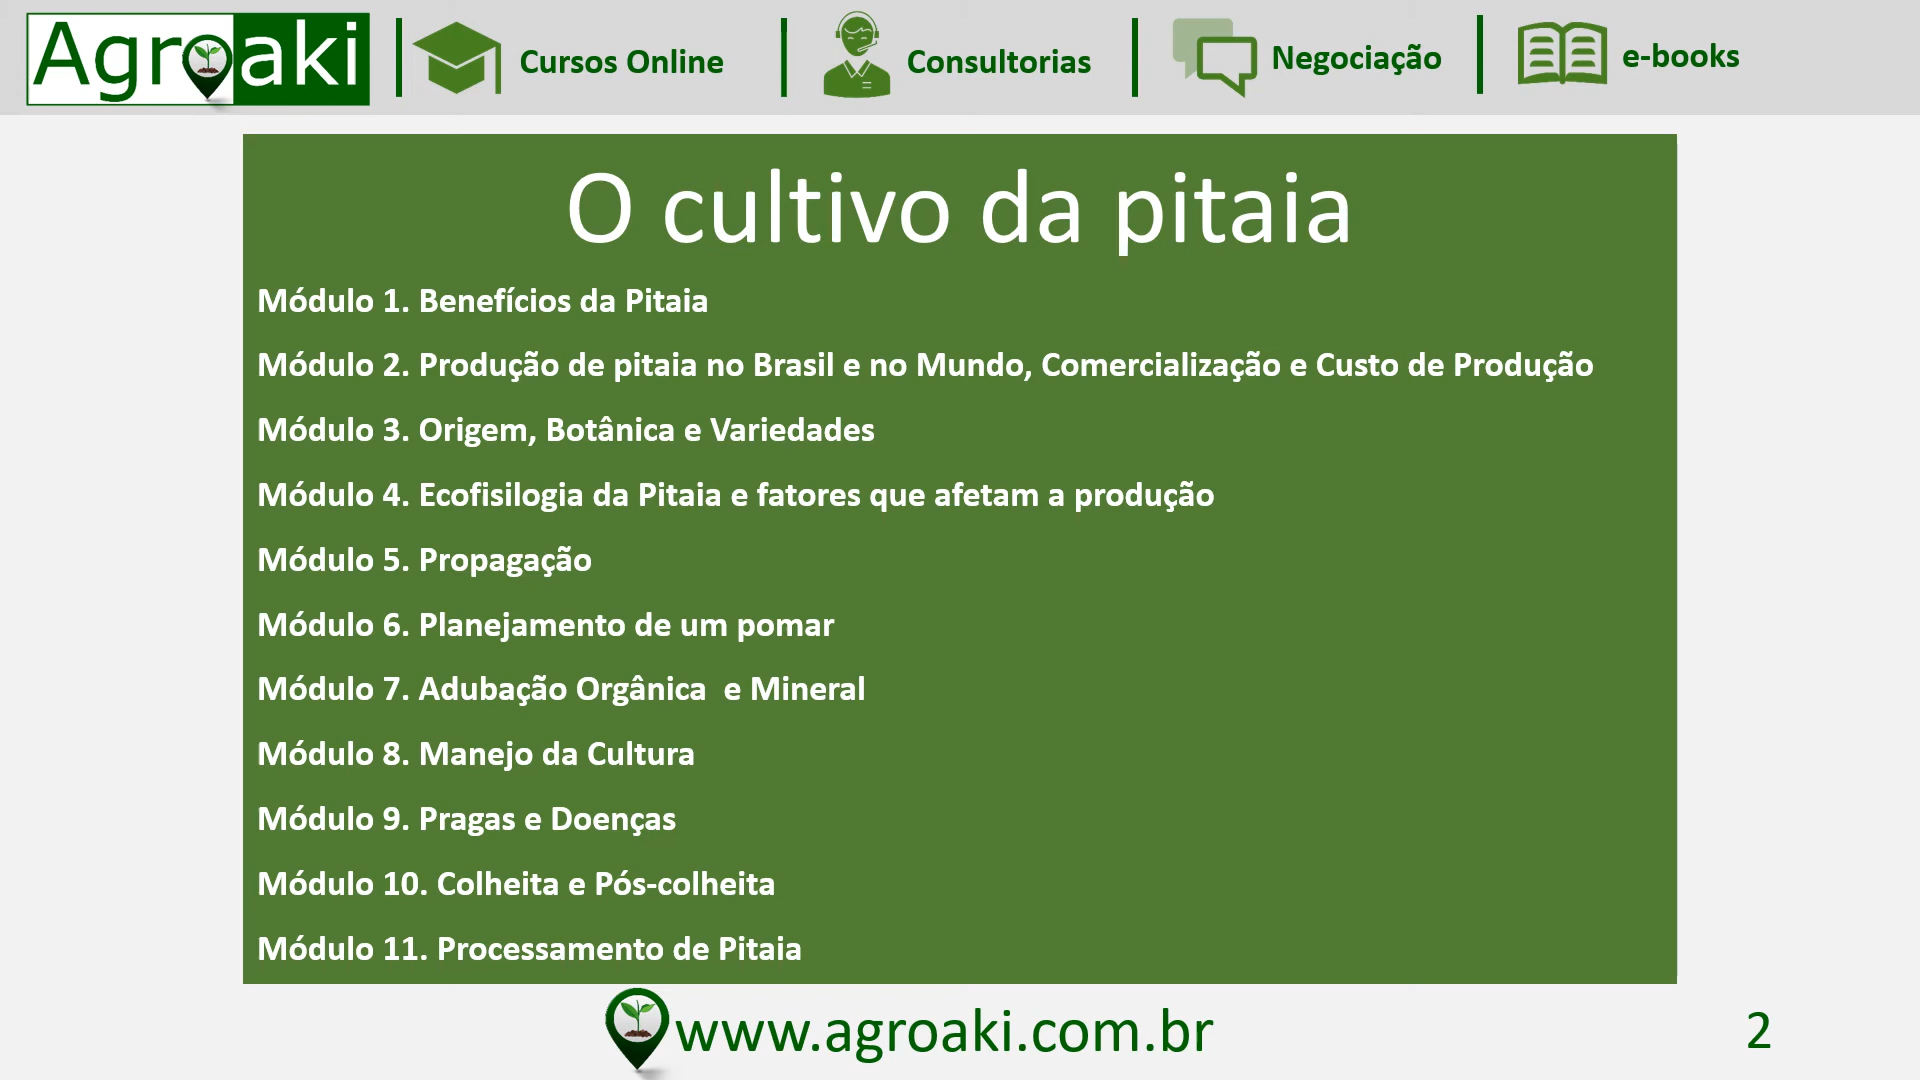 Agroaki
Cursos Online
Consultorias
Negociação
e-books
O cultivo da pitaia
Módulo 1. Benefícios da Pitaia
Módulo 2. Produção de pitaia no Brasil e no Mundo, Comercialização e Custo de Produção
Módulo 3. Origem, Botânica e Variedades
Módulo 4. Ecofisilogia da Pitaia e fatores que afetam a produção
Módulo 5. Propagação
Módulo 6. Planejamento de um pomar
Módulo 7. Adubação Orgânica  e Mineral
Módulo 8. Manejo da Cultura
Módulo 9. Pragas e Doenças
Módulo 10. Colheita e Pós-colheita
Módulo 11. Processamento de Pitaia
www.agroaki.com.br
2